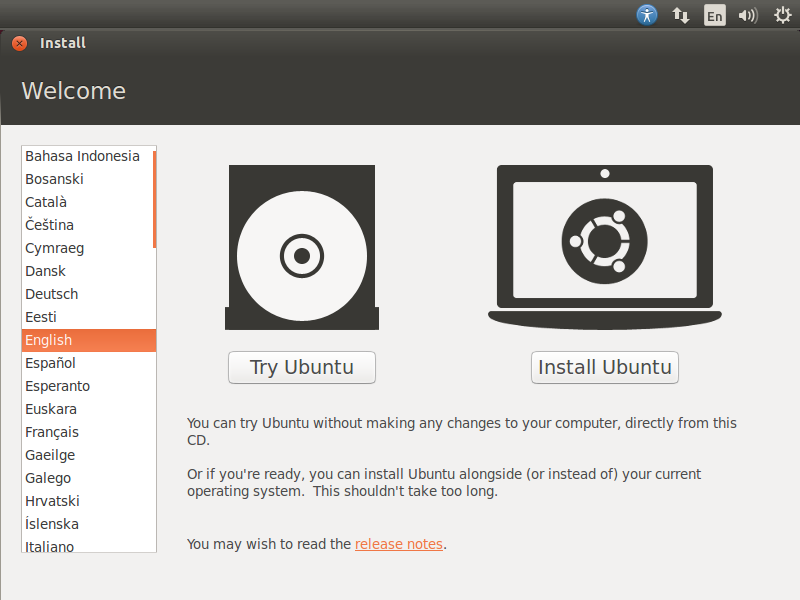 En
Install
Welcome
Bahasa Indonesia
Bosanski
Català
Čeština
Cymraeg
Dansk
Deutsch
Eesti
English
Español
Esperanto
Euskara
Français
Gaeilge
Galego
Hrvatski
Íslenska
Italiano
Try Ubuntu
Install Ubuntu
You can try Ubuntu without making any changes to your computer, directly from this
CD.
Or if you're ready, you can install Ubuntu alongside (or instead of) your current
operating system.  This shouldn't take too long.
You may wish to read the release notes.